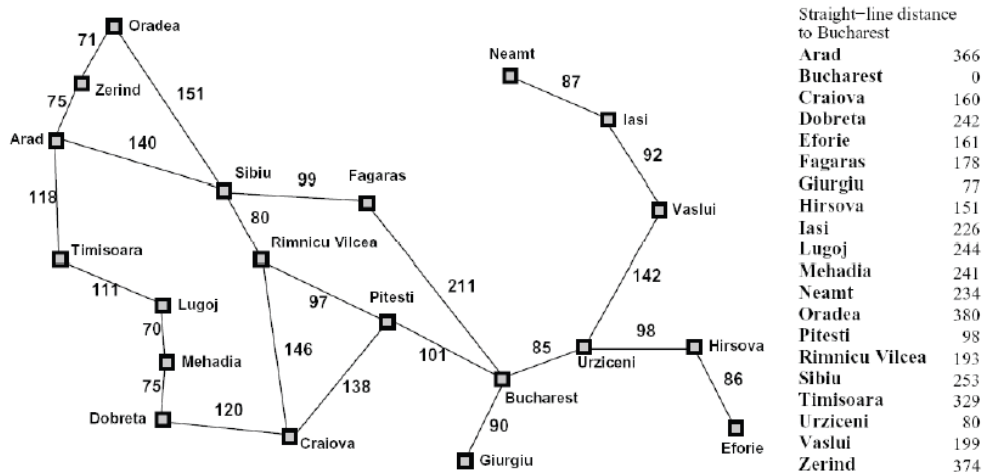 Oradea
71
Neamt
87
Zerind
151
75
Iasi
Arad
140
92
Sibiu
99
Fagaras
118
80
Vaslui
Rimnicu Vilcea
Timisoara
142
111
211
Lugoj
97
Pitesti
70
98
Hirsova
146
101
85
Urziceni
Mehadia
138
86
75
Bucharest
120
90
Dobreta
Craiova
Eforie
Giurgiu
Straight-line distance
to Bucharest
Arad 366
Bucharest 0
Craiova 160
Dobreta 242
Eforie 161
Fagaras 178
Giurgiu 77
Hirsova 151
Iasi 226
Lugoj 244
Mehadia 241
Neamt 234
Oradea 380
Pitesti 98
Rimnicu Vilcea 193
Sibiu 253
Timisoara 329
Urziceni 80
Vaslui 199
Zerind 374